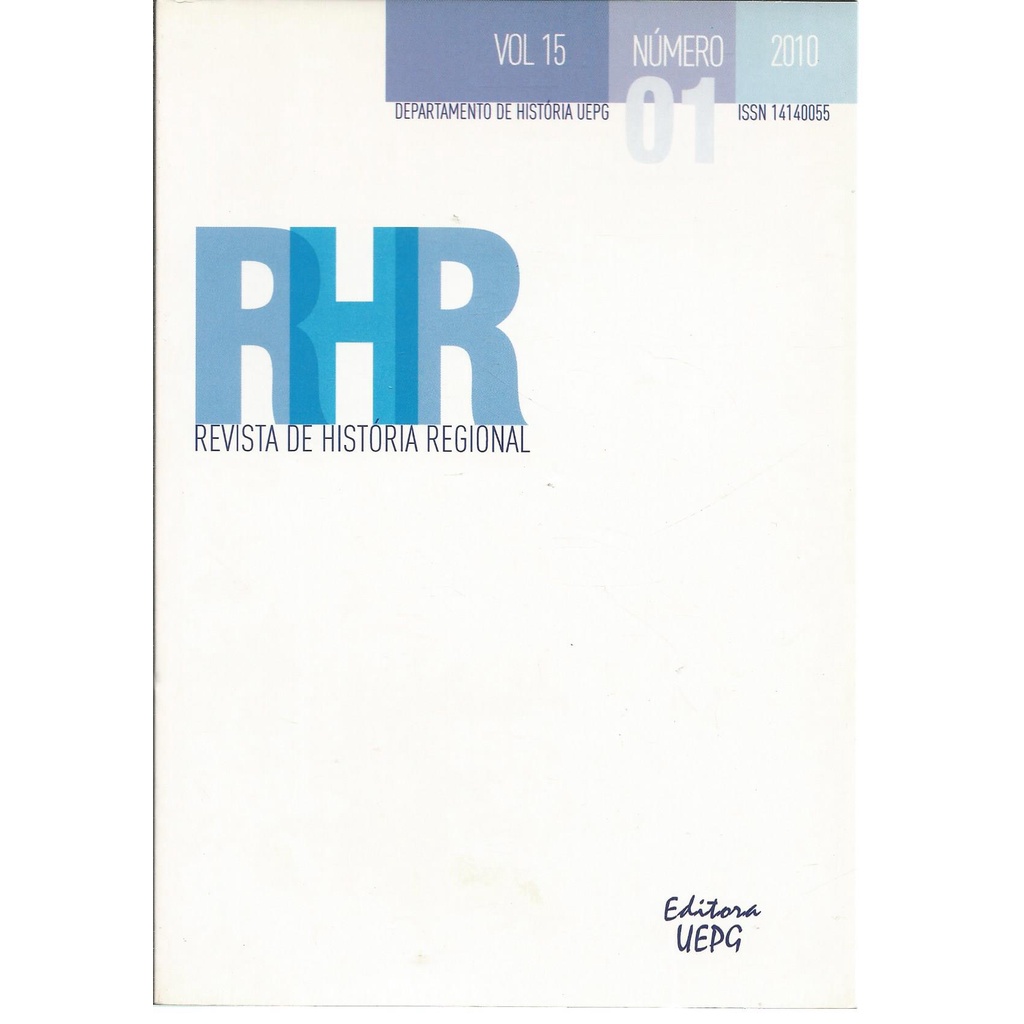 VOL 15 NÚMERO 2010
DEPARTAMENTO DE HISTÓRIA UEPG 01 ISSN 14140055
RHR
REVISTA DE HISTÓRIA REGIONAL
Editora
UEPG